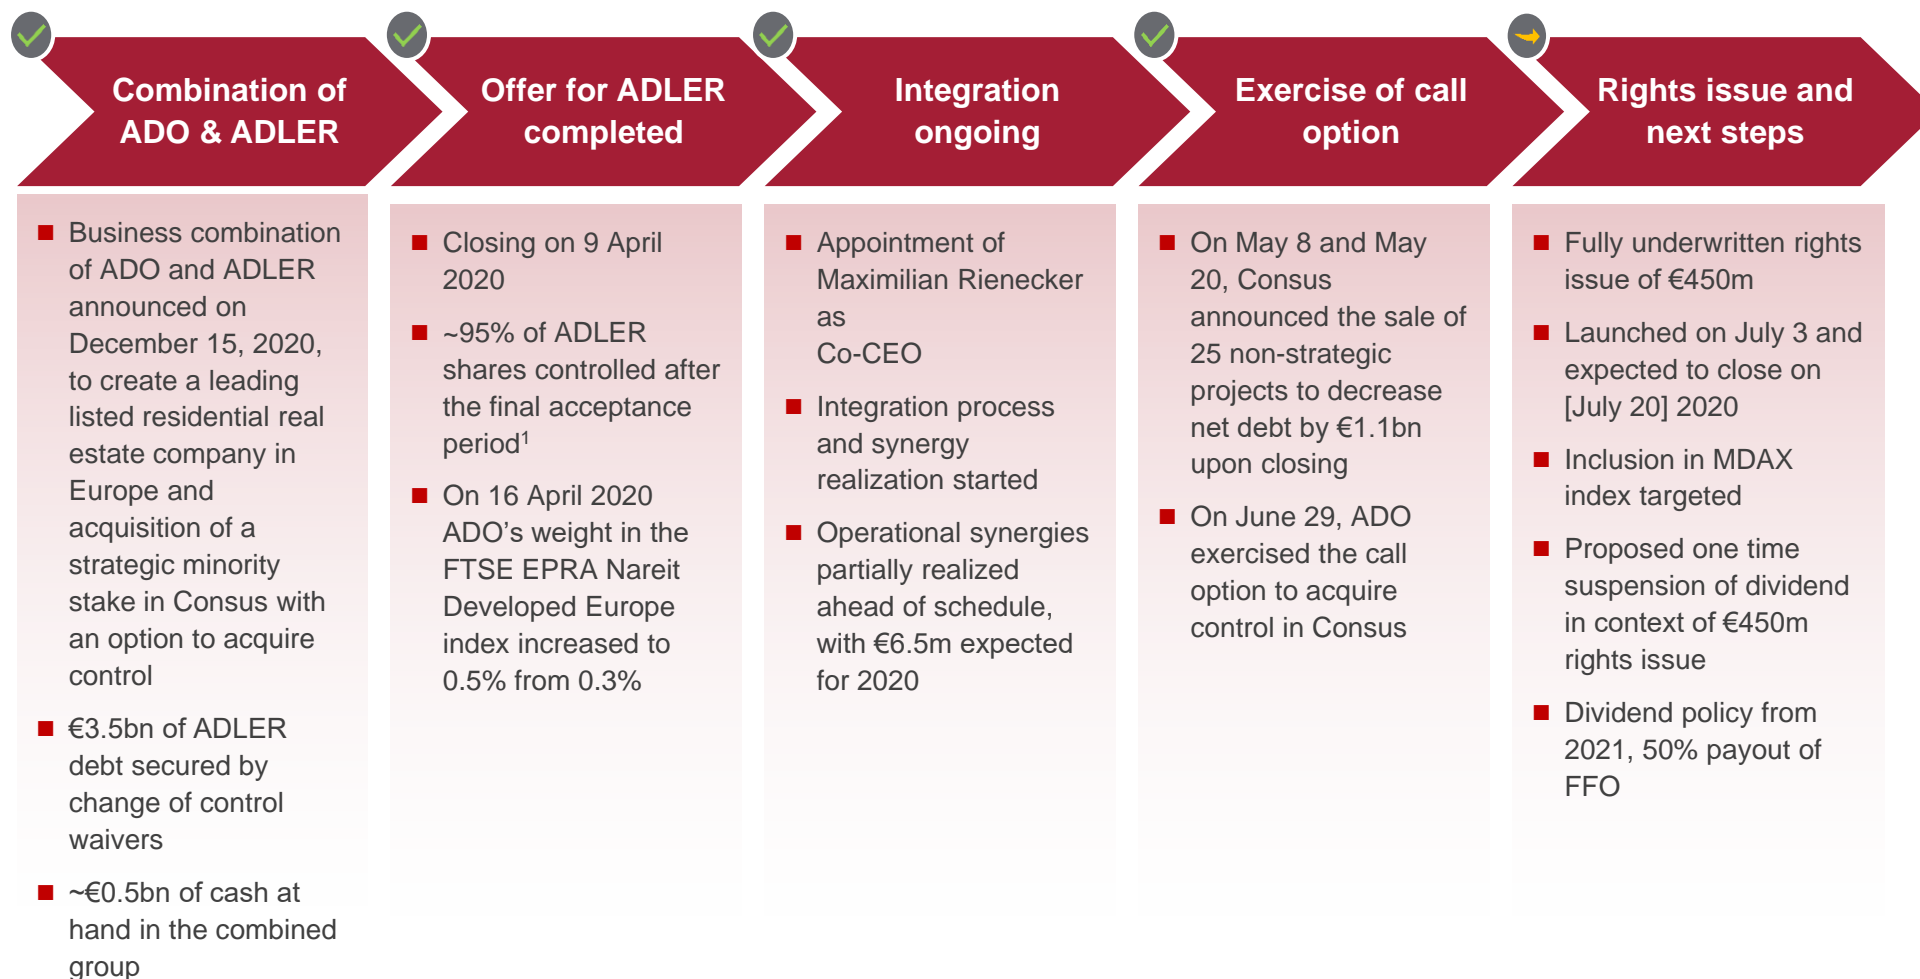 Combination of
ADO & ADLER
Business combination
of ADO and ADLER
announced on
December 15, 2020,
to create a leading
listed residential real
estate company in
Europe and
acquisition of a
strategic minority
stake in Consus with
an option to acquire
control
€3.5bn of ADLER
debt secured by
change of control
waivers
~€0.5bn of cash at
hand in the combined
group
Offer for ADLER
completed
Closing on 9 April
2020
~95% of ADLER
shares controlled after
the final acceptance
period1
On 16 April 2020
ADO’s weight in the
FTSE EPRA Nareit
Developed Europe
index increased to
0.5% from 0.3%
Integration
ongoing
Appointment of
Maximilian Rienecker
as
Co-CEO
Integration process
and synergy
realization started
Operational synergies
partially realized
ahead of schedule,
with €6.5m expected
for 2020
Exercise of call
option
On May 8 and May
20, Consus
announced the sale of
25 non-strategic
projects to decrease
net debt by €1.1bn
upon closing
On June 29, ADO
exercised the call
option to acquire
control in Consus
Rights issue and
next steps
Fully underwritten rights
issue of €450m
Launched on July 3 and
expected to close on
[July 20] 2020
Inclusion in MDAX
index targeted
Proposed one time
suspension of dividend
in context of €450m
rights issue
Dividend policy from
2021, 50% payout of
FFO